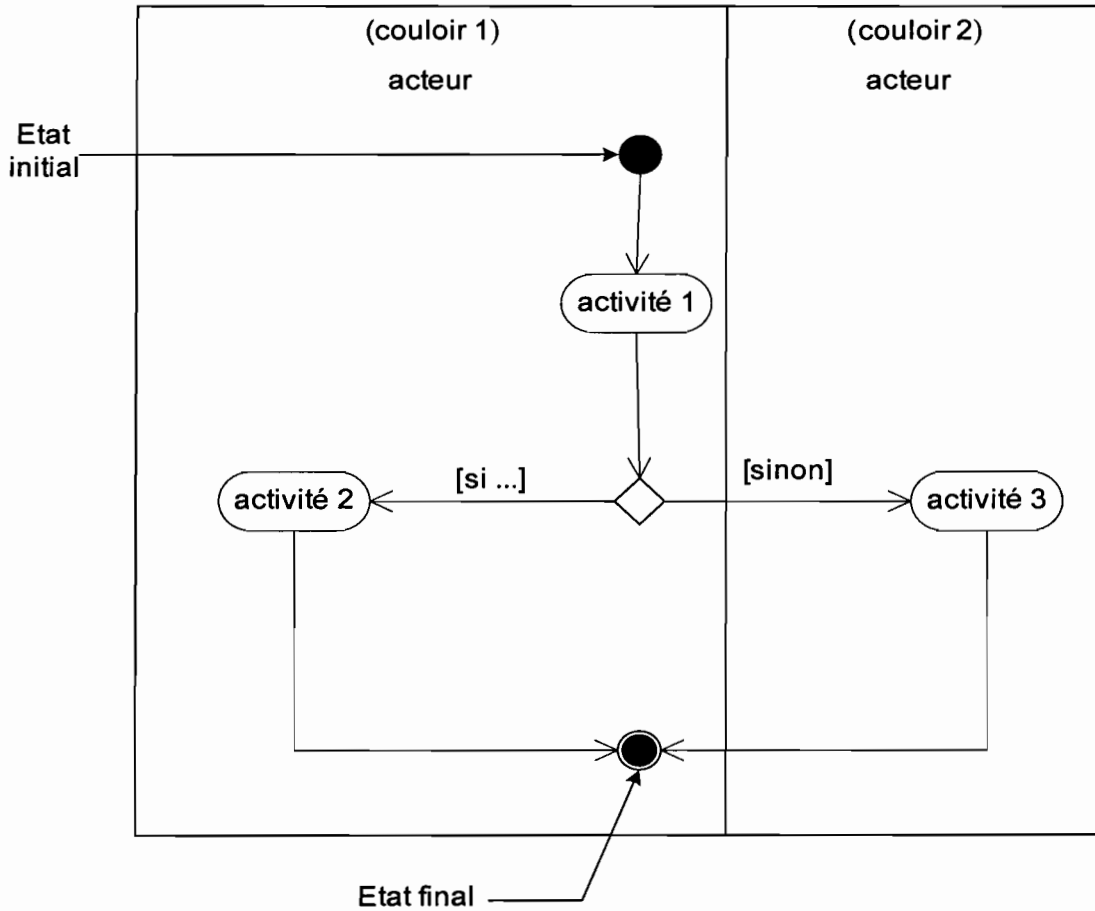 (couloir 1)
acteur
(couloir 2)
acteur
Etat
initial
activité 1
[si ...]
[sinon]
activité 2
activité 3
Etat final